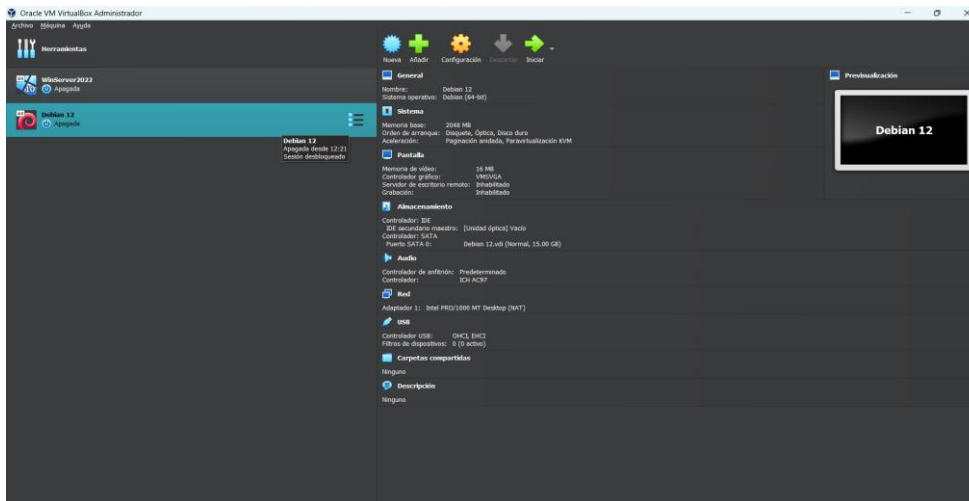 Oracle VM VirtualBox Administrador
Archivo Máquina Ayuda
Herramientas
WinServer2022
Apagada
Debian 12
Apagada
Debian 12
Apagada desde 12:21
Sesión desbloqueado
Nueva Añadir Configuración Descartar Iniciar
General
Nombre: Debian 12
Sistema operativo: Debian (64-bit)
Sistema
Memoria base: 2048 MB
Orden de arranque: Disquete, Óptica, Disco duro
Aceleración: Paginación anidada, Paravirtualización KVM
Pantalla
Memoria de vídeo: 16 MB
Controlador gráfico: VMSVGA
Servidor de escritorio remoto: Inhabilitado
Grabación: Inhabilitado
Almacenamiento
Controlador: IDE
IDE secundario maestro: [Unidad óptica] Vacío
Controlador: SATA
Puerto SATA 0: Debian 12.vdi (Normal, 15.00 GB)
Audio
Controlador de anfitrión: Predeterminado
Controlador: ICH AC97
Red
Adaptador 1: Intel PRO/1000 MT Desktop (NAT)
USB
Controlador USB: OHCI, EHCI
Filtros de dispositivos: 0 (0 activo)
Carpetas compartidas
Ninguno
Descripción
Ninguno
Previsualización
Debian 12